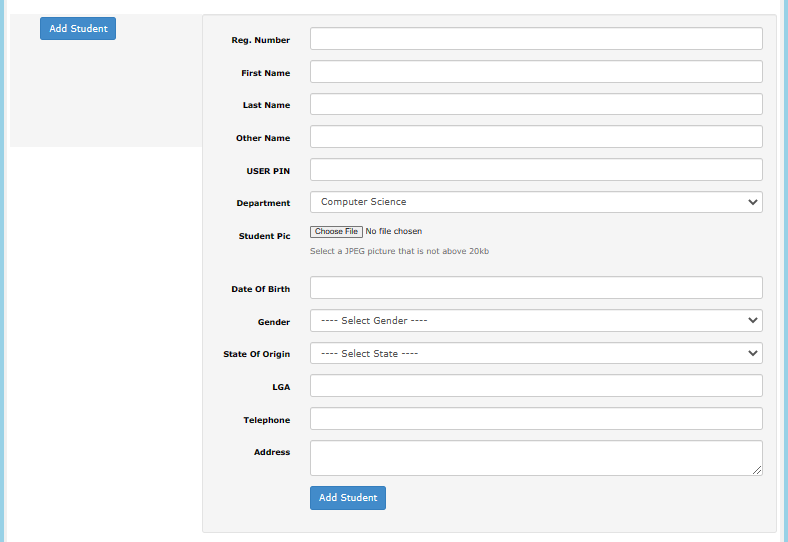 Add Student
Reg. Number
First Name
Last Name
Other Name
USER PIN
Department Computer Science
Student Pic Choose File No file chosen
Select a JPEG picture that is not above 20kb
Date Of Birth
Gender ---- Select Gender ----
State Of Origin ---- Select State ----
LGA
Telephone
Address
Add Student